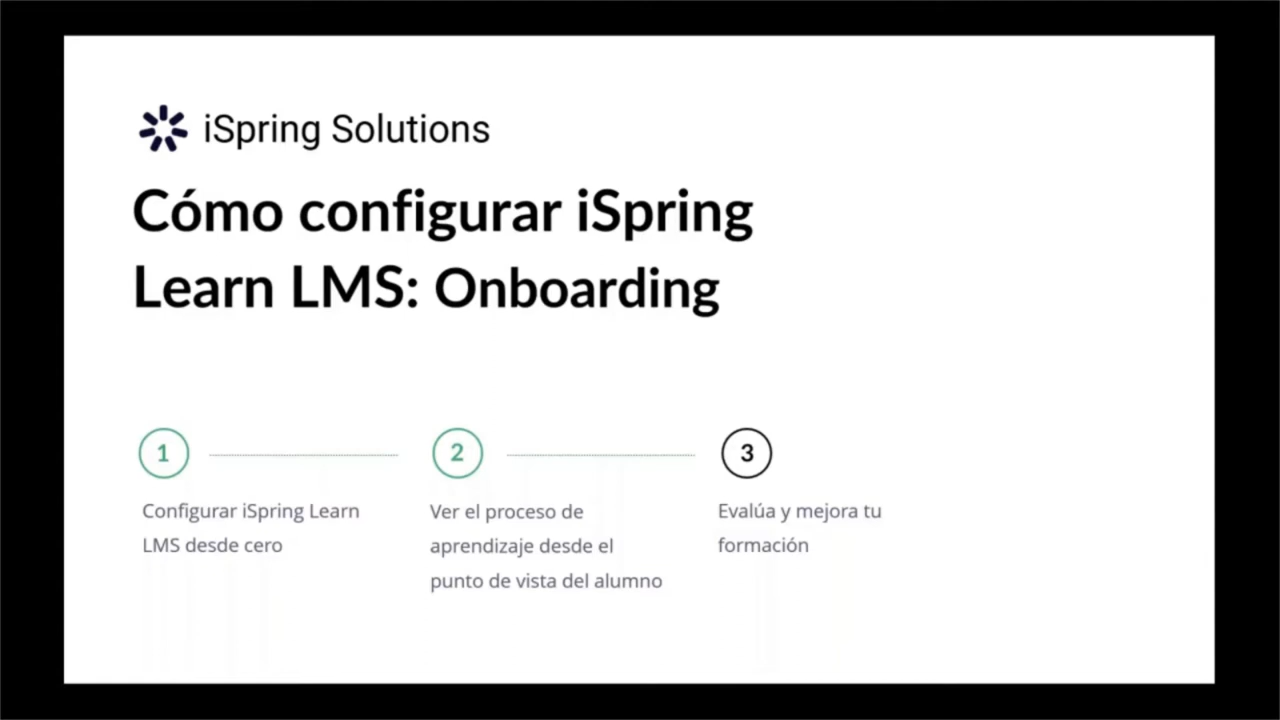 iSpring Solutions
Cómo configurar iSpring
Learn LMS: Onboarding
1
2
3
Configurar iSpring Learn
LMS desde cero
Ver el proceso de
aprendizaje desde el
punto de vista del alumno
Evalúa y mejora tu
formación